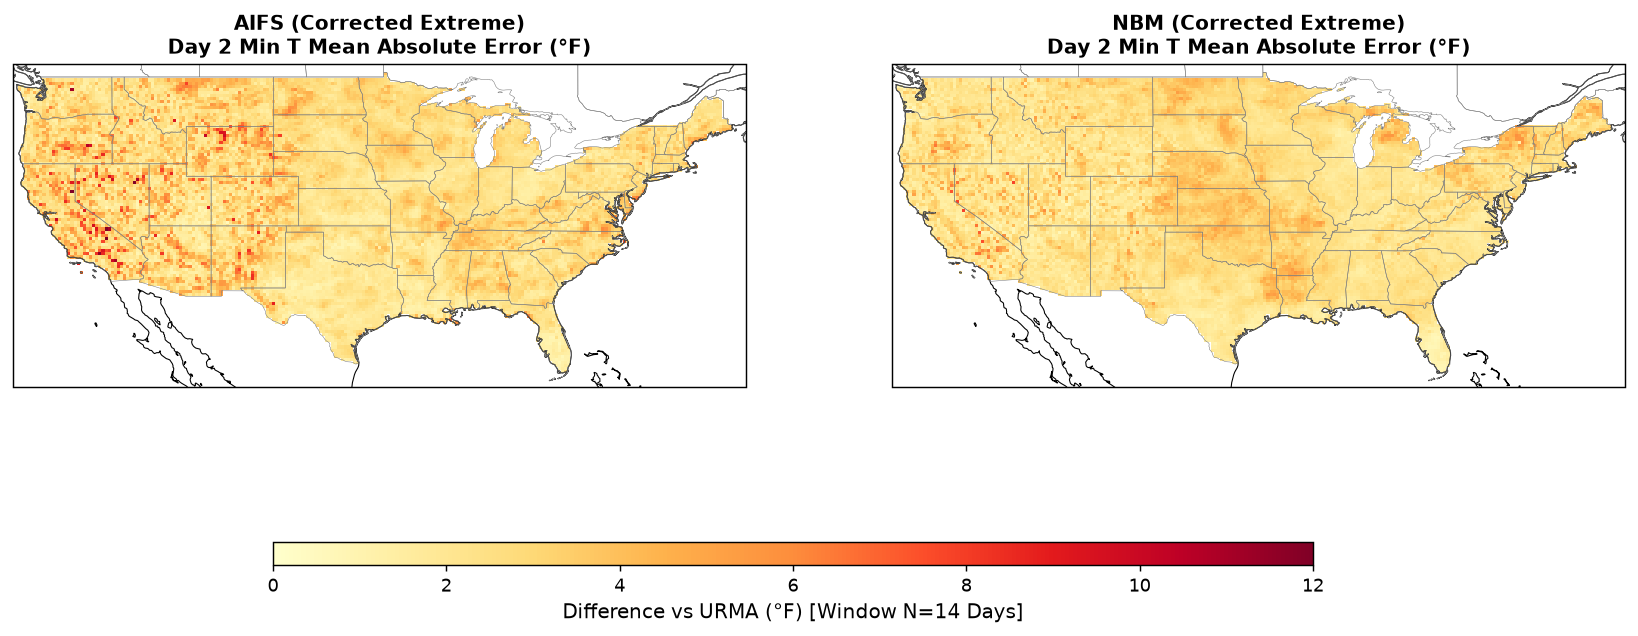 AIFS (Corrected Extreme)
Day 2 Min T Mean Absolute Error (°F)
NBM (Corrected Extreme)
Day 2 Min T Mean Absolute Error (°F)
0 2 4 6 8 10 12
Difference vs URMA (°F) [Window N=14 Days]